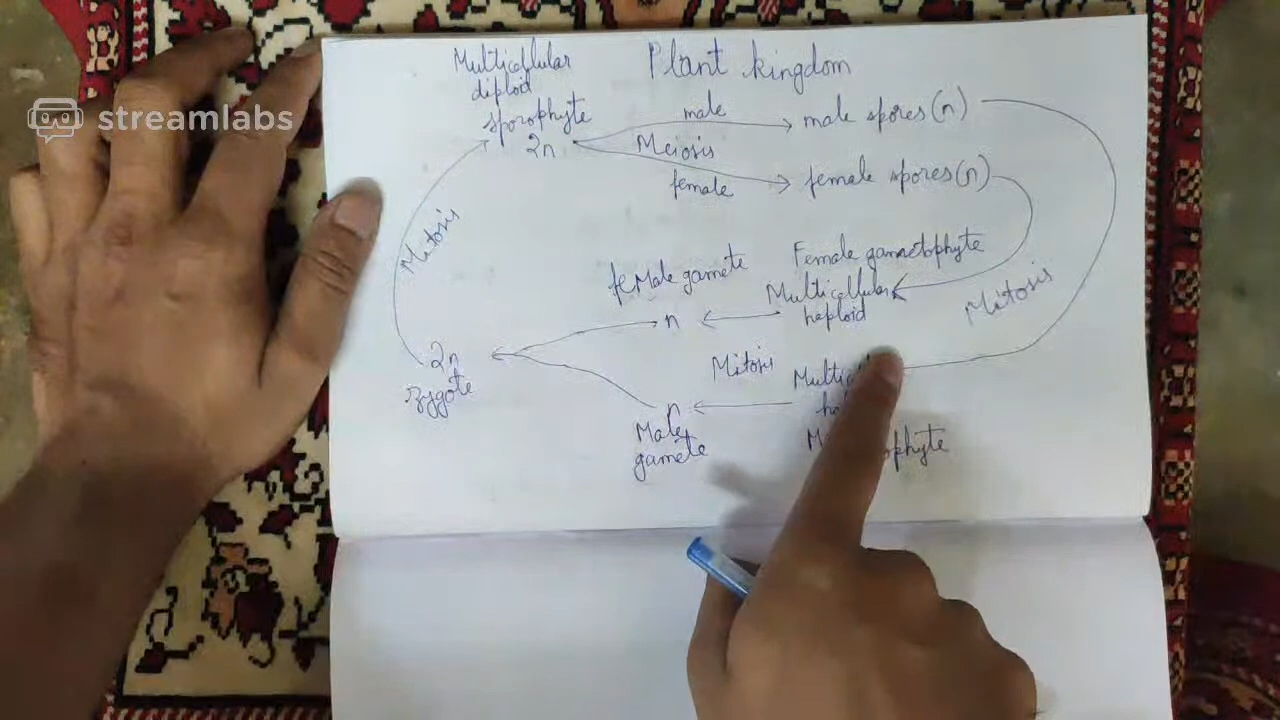 streamlabs
Plant kingdom
Multicellular
diploid
sporophyte
2n
male
Meiosis
female
male spores (n)
female spores (n)
Mitosis
Female gametophyte
Multicellular
haploid
female gamete
n
Mitosis
Mitosis
n
Male
gamete
2n
zygote